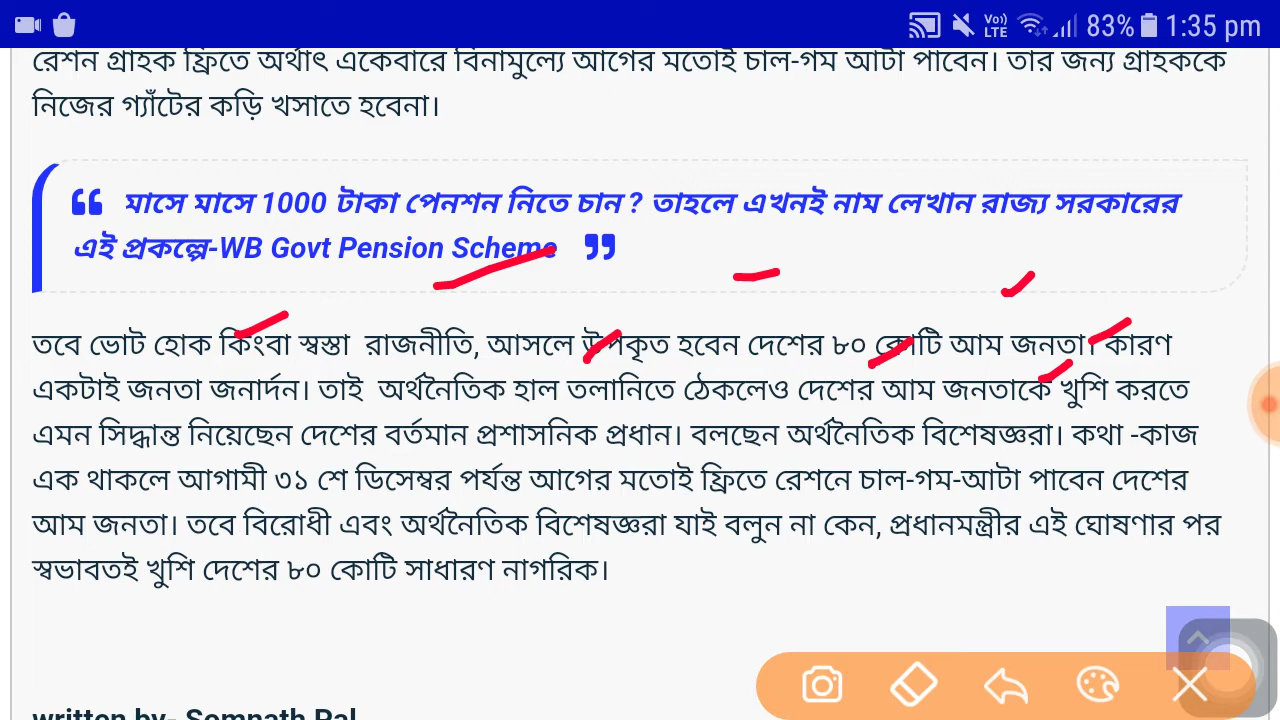 83% 1:35 pm
রেশন গ্রাহক ফ্রিতে অর্থাৎ একেবারে বিনামুল্যে আগের মতোই চাল-গম আটা পাবেন। তার জন্য গ্রাহককে
নিজের গ্যাঁটের কড়ি খসাতে হবেনা।
“ মাসে মাসে 1000 টাকা পেনশন নিতে চান ? তাহলে এখনই নাম লেখান রাজ্য সরকারের
এই প্রকল্পে-WB Govt Pension Scheme ”
তবে ভোট হোক কিংবা স্বস্তা রাজনীতি, আসলে উপকৃত হবেন দেশের ৮০ কোটি আম জনতা। কারণ
একটাই জনতা জনার্দন। তাই অর্থনৈতিক হাল তলানিতে ঠেকলেও দেশের আম জনতাকে খুশি করতে
এমন সিদ্ধান্ত নিয়েছেন দেশের বর্তমান প্রশাসনিক প্রধান। বলছেন অর্থনৈতিক বিশেষজ্ঞরা। কথা -কাজ
এক থাকলে আগামী ৩১ শে ডিসেম্বর পর্যন্ত আগের মতোই ফ্রিতে রেশনে চাল-গম-আটা পাবেন দেশের
আম জনতা। তবে বিরোধী এবং অর্থনৈতিক বিশেষজ্ঞরা যাই বলুন না কেন, প্রধানমন্ত্রীর এই ঘোষণার পর
স্বভাবতই খুশি দেশের ৮০ কোটি সাধারণ নাগরিক।
written by- Somnath Pal